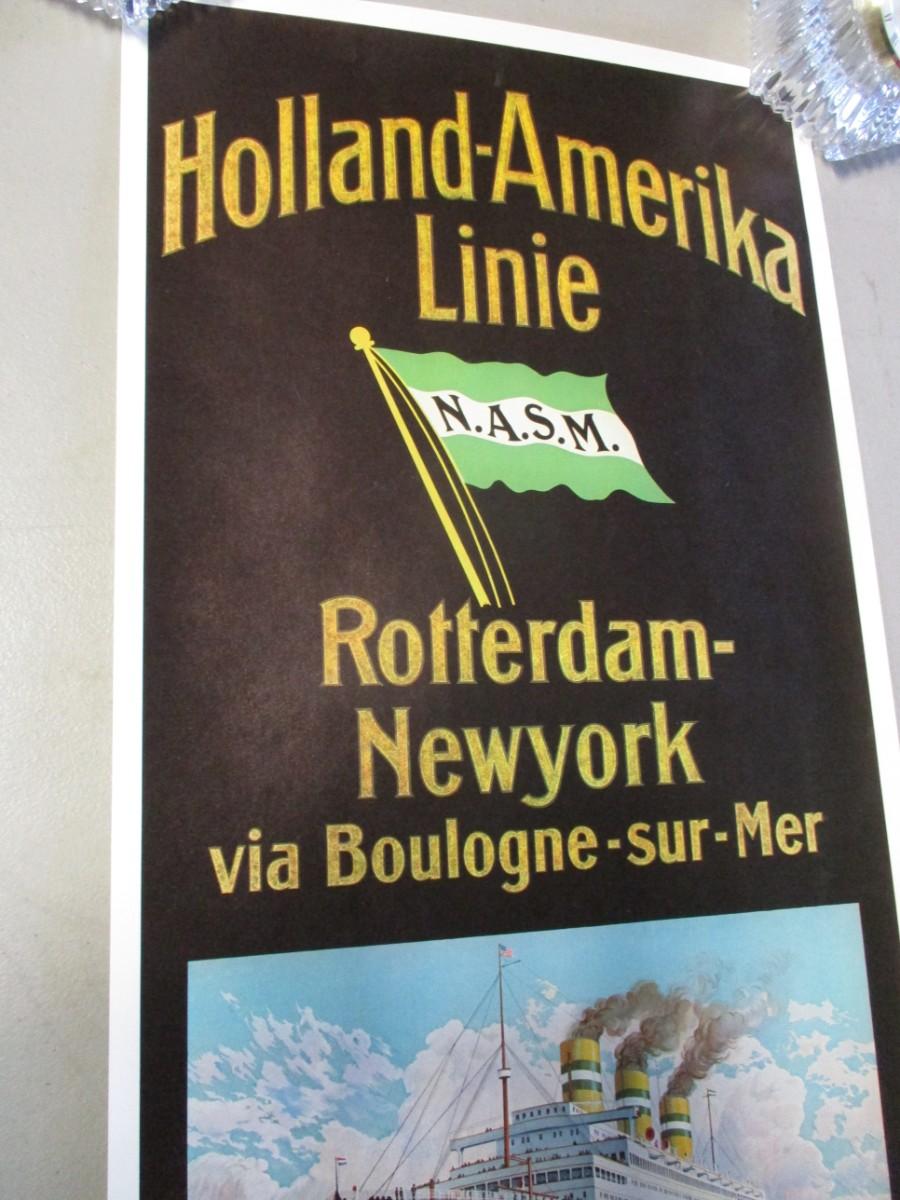 Holland-Amerika
Linie
N.A.S.M.
Rotterdam-
Newyork
via Boulogne-sur-Mer